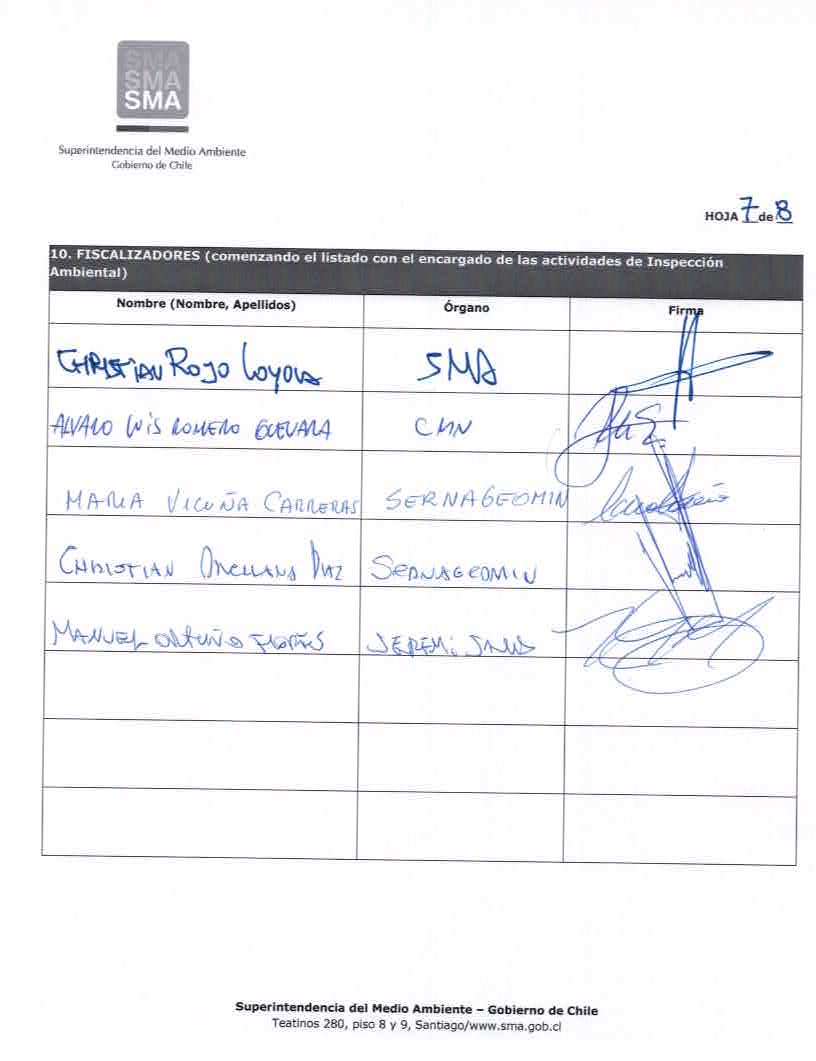 SMA
SMA
SMA
Superintendencia del Medio Ambiente
Gobierno de Chile
HOJA 7 de 8
10. FISCALIZADORES (comenzando el listado con el encargado de las actividades de Inspección
Ambiental)
Nombre (Nombre, Apellidos) Órgano Firma
CHRISTIAN ROJO LOYOLA SMA
ALVARO LUIS ROMERO GUEVARA CMN
MARIA VICUÑA CARRERAS SERNAGEOMIN
CHRISTIAN ORELLANA DIAZ SERNAGEOMIN
MANUEL ORTUÑO FLORES SEREMI SALUD
Superintendencia del Medio Ambiente – Gobierno de Chile
Teatinos 280, piso 8 y 9, Santiago/www.sma.gob.cl